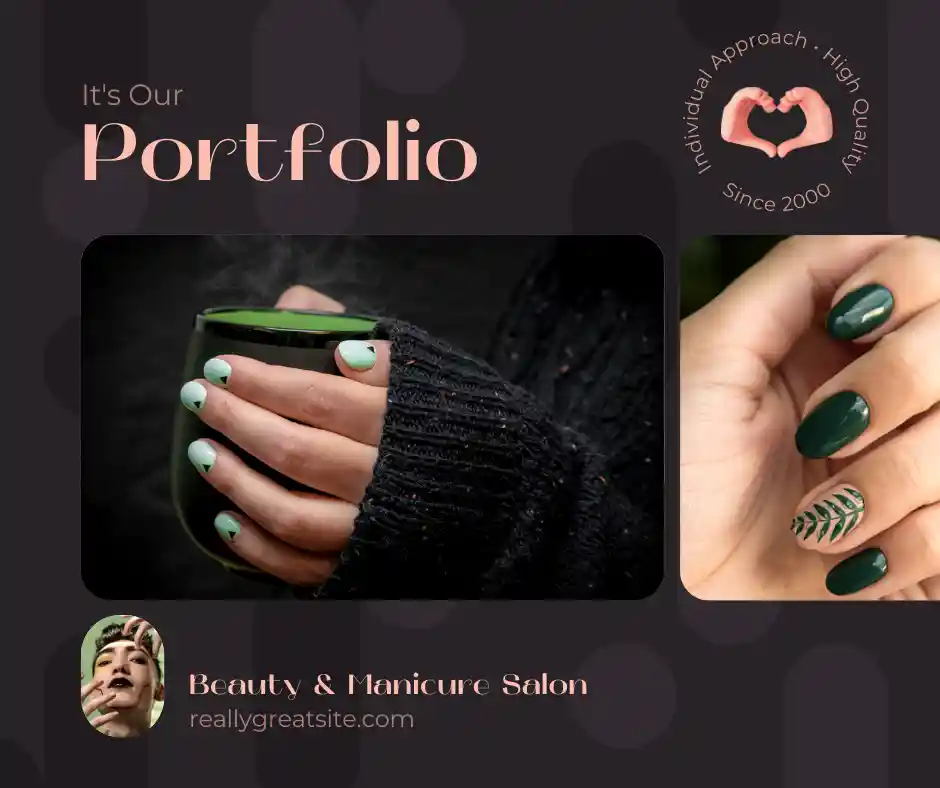 It's Our
Portfolio
Individual Approach • High Quality
Since 2000
Beauty & Manicure Salon
reallygreatsite.com